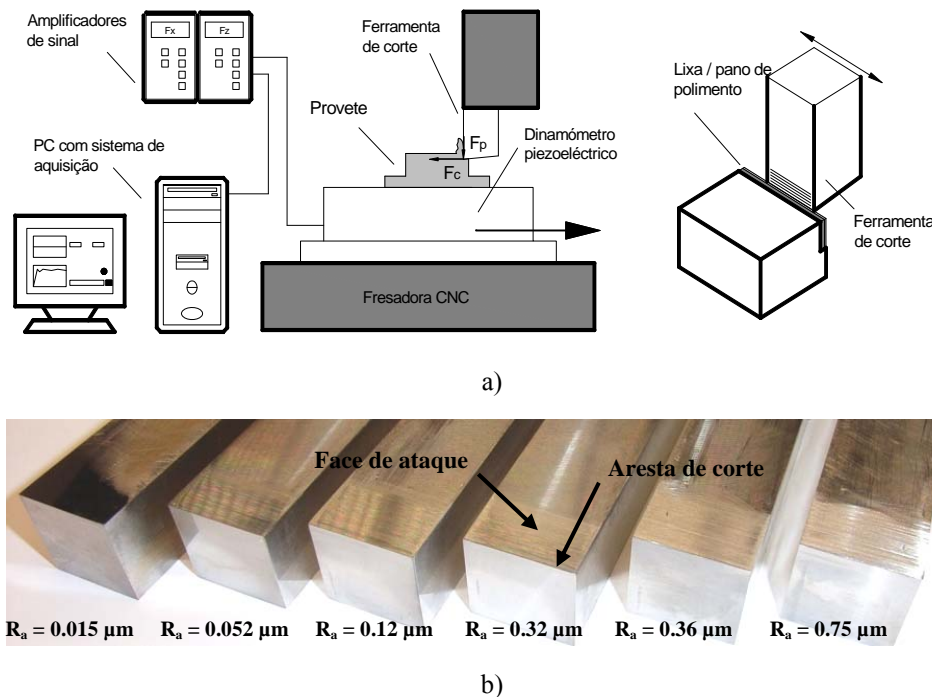 Amplificadores
de sinal
Fx
Fz
PC com sistema de
aquisição
Ferramenta
de corte
Provete
Fp
Fc
Dinamómetro
piezoeléctrico
Fresadora CNC
Lixa / pano de
polimento
Ferramenta
de corte
a)
Face de ataque
Aresta de corte
Ra = 0.015 µm
Ra = 0.052 µm
Ra = 0.12 µm
Ra = 0.32 µm
Ra = 0.36 µm
Ra = 0.75 µm
b)